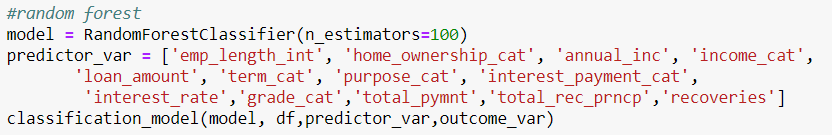 #random forest
model = RandomForestClassifier(n_estimators=100)
predictor_var = ['emp_length_int', 'home_ownership_cat', 'annual_inc', 'income_cat',
'loan_amount', 'term_cat', 'purpose_cat', 'interest_payment_cat',
'interest_rate','grade_cat','total_pymnt','total_rec_prncp','recoveries']
classification_model(model, df,predictor_var,outcome_var)